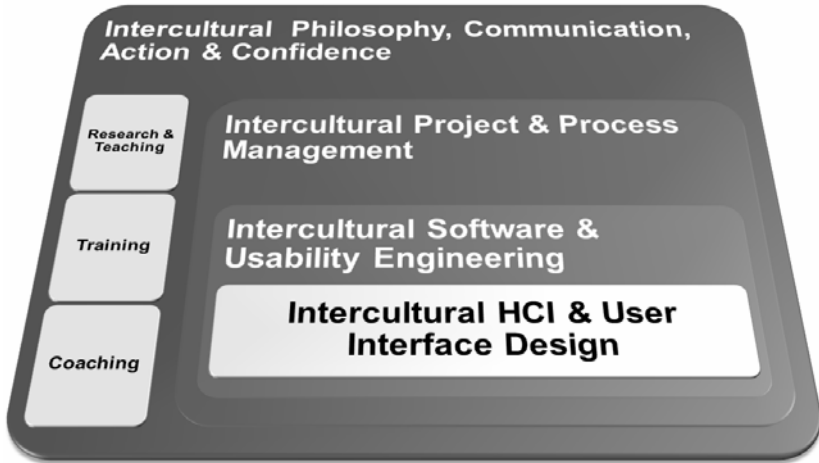 Intercultural Philosophy, Communication,
Action & Confidence
Research &
Teaching
Intercultural Project & Process
Management
Training
Intercultural Software &
Usability Engineering
Intercultural HCI & User
Interface Design
Coaching